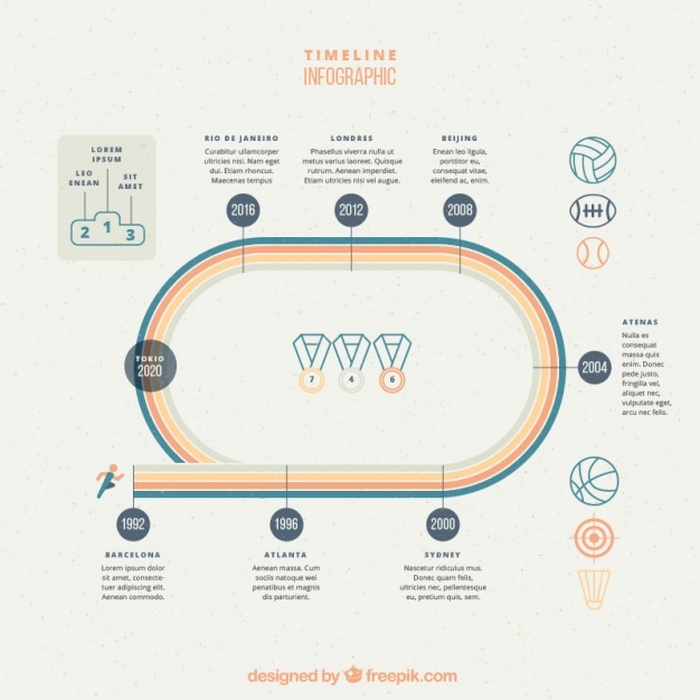 TIMELINE
INFOGRAPHIC
LOREM
IPSUM
LEO
ENEAN
SIT
AMET
2
1
3
RIO DE JANEIRO
Curabitur ullamcorper
ultricies nisi. Nam eget
dui. Etiam rhoncus.
Maecenas tempus
2016
LONDRES
Phasellus viverra nulla ut
metus varius laoreet. Quisque
rutrum. Aenean imperdiet.
Etiam ultricies nisi vel augue.
2012
BEIJING
Enean leo ligula,
porttitor eu,
consequat vitae,
eleifend ac, enim.
2008
ATENAS
Nulla es
consequat
massa quis
enim. Donec
pede justo,
fringilla vel,
aliquet nec,
vulputate eget,
arcu nec felis.
2004
TOKIO
2020
7
4
6
1992
BARCELONA
Lorem ipsum dolor
sit amet, consecte-
tuer adipiscing elit.
Aenean commodo.
1996
ATLANTA
Aenean massa. Cum
sociis natoque wei
penatibus et magnis
dis parturient.
2000
SYDNEY
Nascetur ridiculus mus.
Donec quam felis,
ultricies nec, pellentesque
eu, pretium quis, sem.
designed by freepik.com